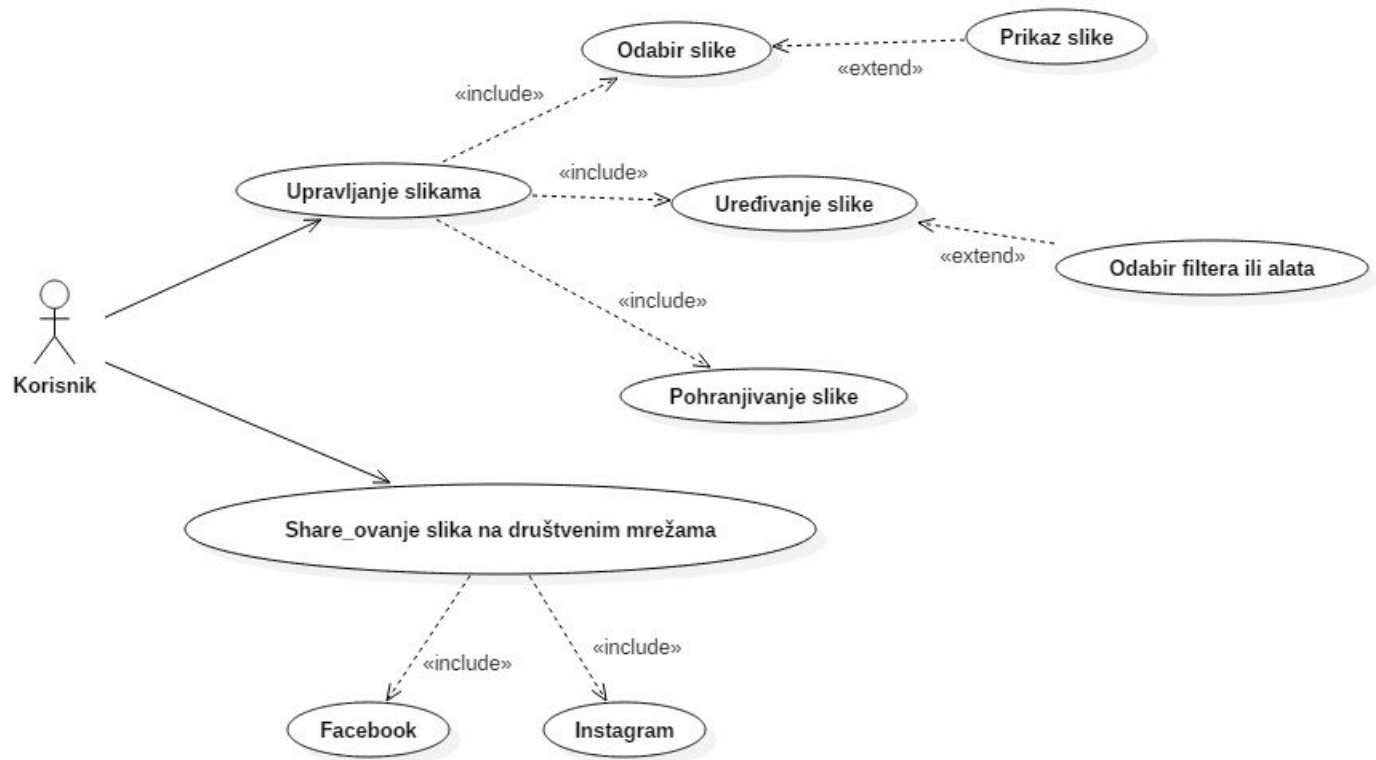 Odabir slike
Prikaz slike
«extend»
«include»
Upravljanje slikama
«include»
Uređivanje slike
«extend»
Odabir filtera ili alata
«include»
Korisnik
Pohranjivanje slike
Share_ovanje slika na društvenim mrežama
«include»
«include»
Facebook
Instagram